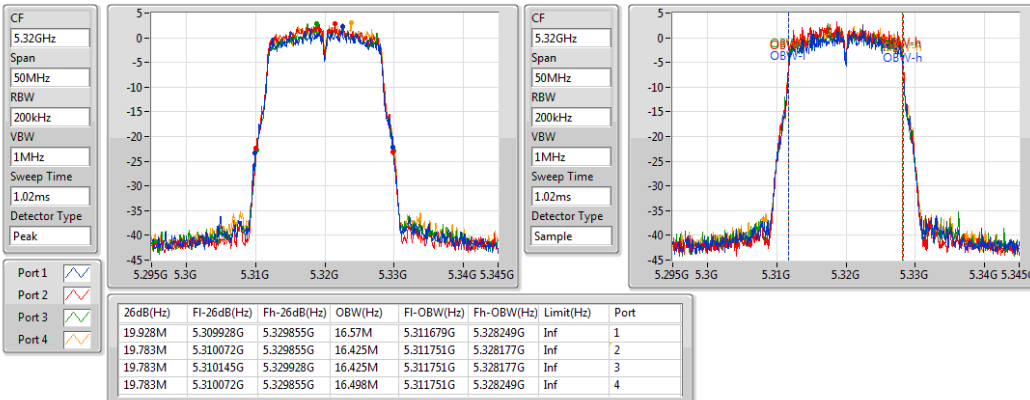 CF
5.32GHz
Span
50MHz
RBW
200kHz
VBW
1MHz
Sweep Time
1.02ms
Detector Type
Peak
Port 1
Port 2
Port 3
Port 4
5
0
-5
-10
-15
-20
-25
-30
-35
-40
-45
5.295G 5.3G 5.31G 5.32G 5.33G 5.34G 5.345G
CF
5.32GHz
Span
50MHz
RBW
200kHz
VBW
1MHz
Sweep Time
1.02ms
Detector Type
Sample
5
0
-5
-10
-15
-20
-25
-30
-35
-40
-45
OBW-h
OBW-l
OBW-h
5.295G 5.3G 5.31G 5.32G 5.33G 5.34G 5.345G
26dB(Hz) Fl-26dB(Hz) Fh-26dB(Hz) OBW(Hz) Fl-OBW(Hz) Fh-OBW(Hz) Limit(Hz) Port
19.928M 5.309928G 5.329855G 16.57M 5.311679G 5.328249G Inf 1
19.783M 5.310072G 5.329855G 16.425M 5.311751G 5.328177G Inf 2
19.783M 5.310145G 5.329928G 16.425M 5.311751G 5.328177G Inf 3
19.783M 5.310072G 5.329855G 16.498M 5.311751G 5.328249G Inf 4